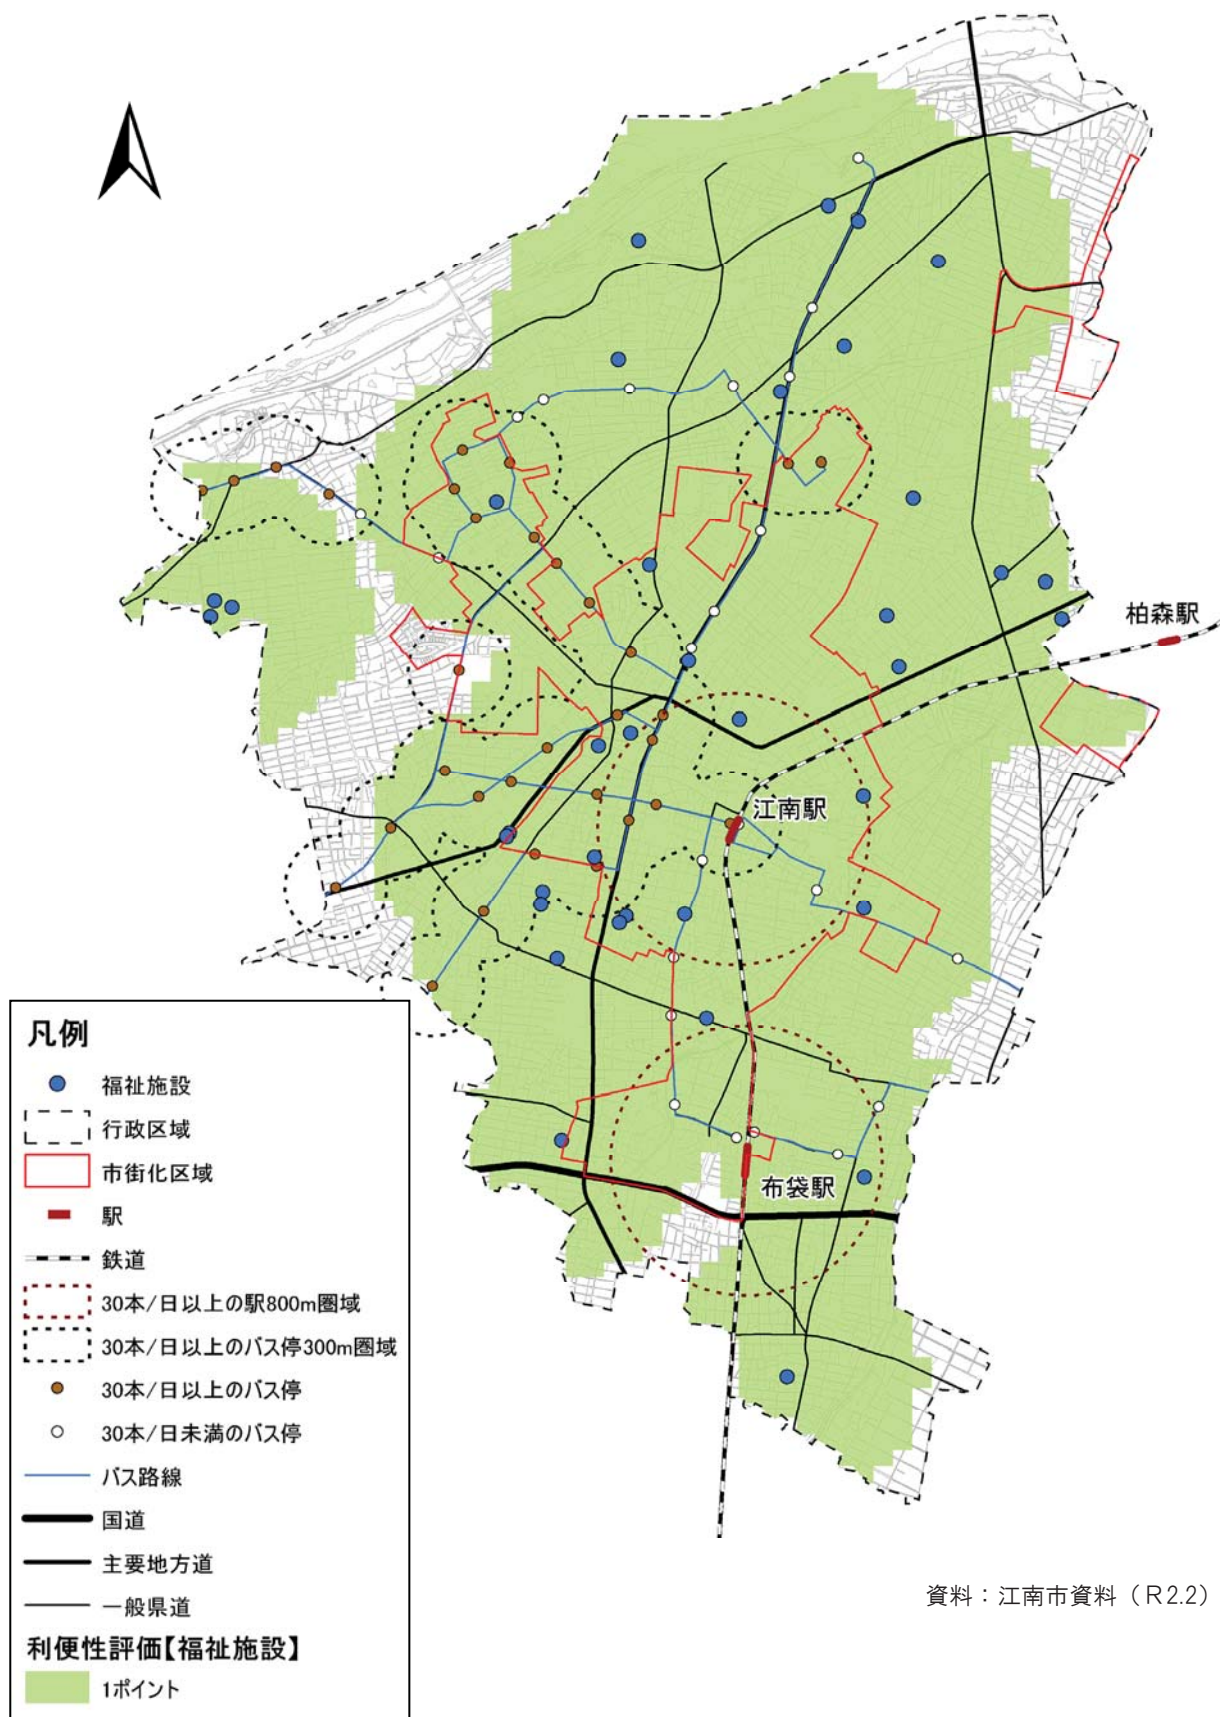 柏森駅
江南駅
布袋駅
凡例
福祉施設
行政区域
市街化区域
駅
鉄道
30本/日以上の駅800m圏域
30本/日以上のバス停300m圏域
30本/日以上のバス停
30本/日未満のバス停
バス路線
国道
主要地方道
一般県道
利便性評価【福祉施設】
1ポイント
資料：江南市資料（R2.2）